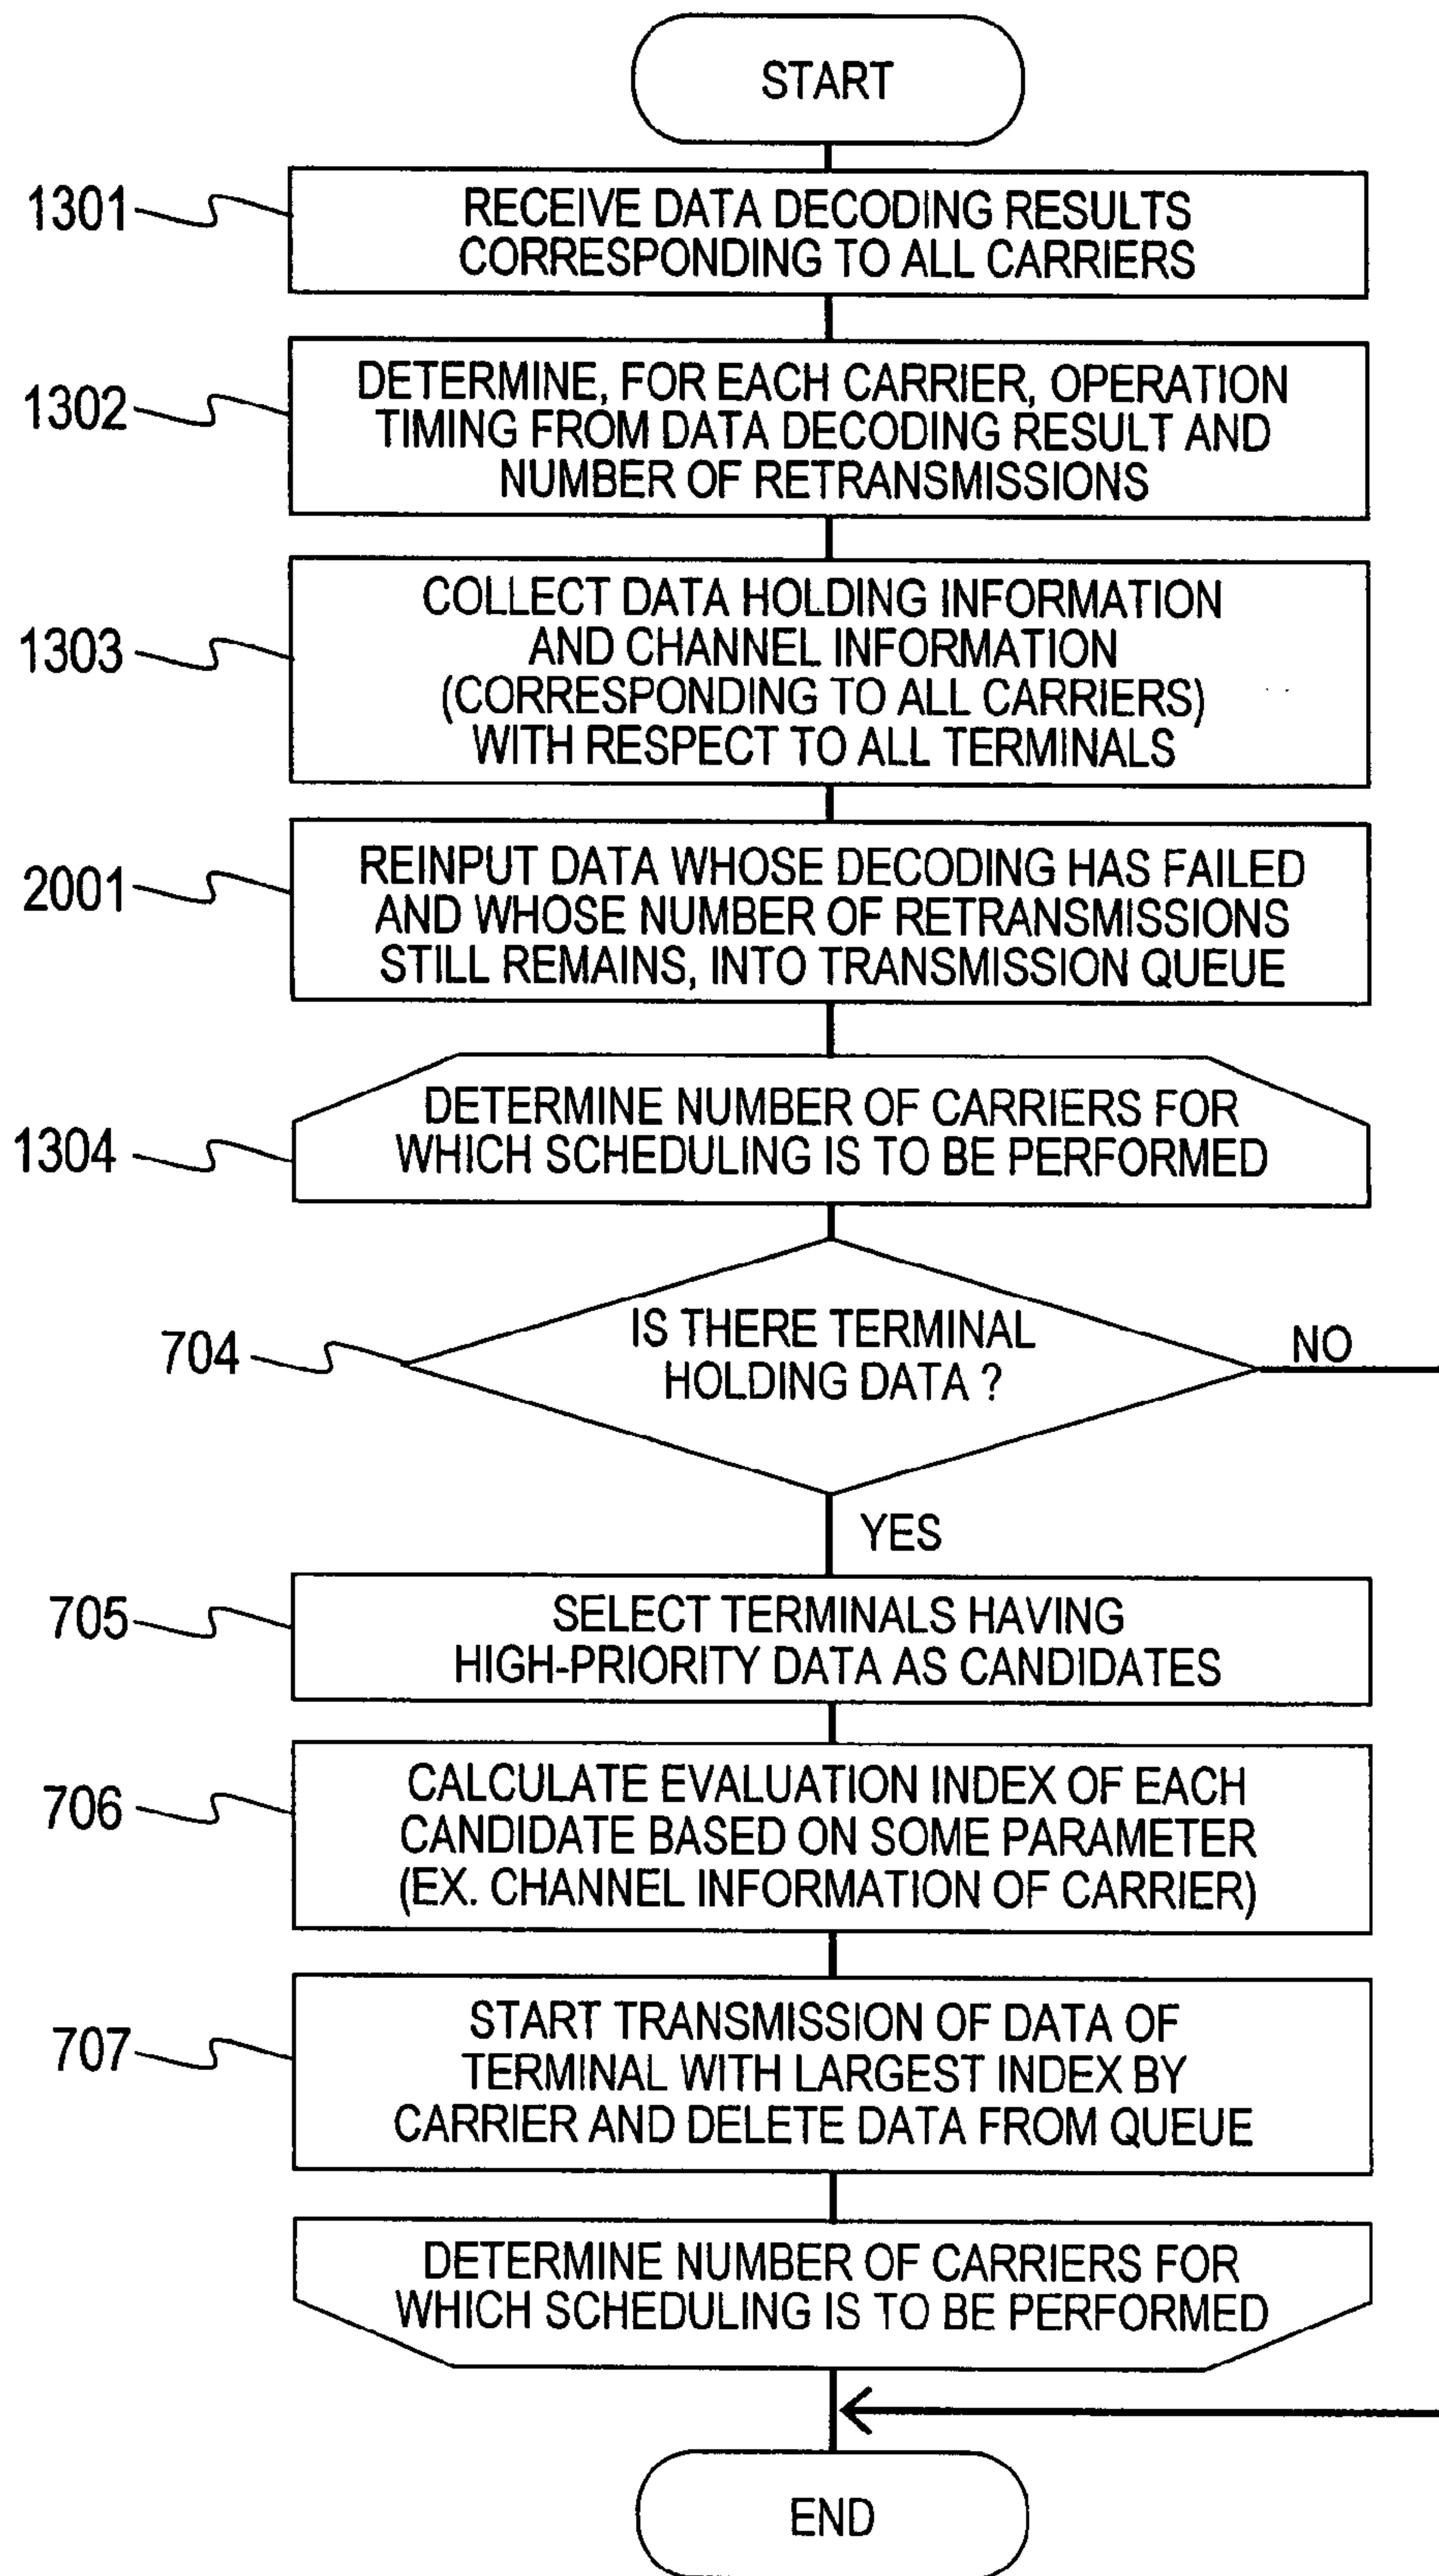 START
1301
RECEIVE DATA DECODING RESULTS
CORRESPONDING TO ALL CARRIERS
1302
DETERMINE, FOR EACH CARRIER, OPERATION
TIMING FROM DATA DECODING RESULT AND
NUMBER OF RETRANSMISSIONS
1303
COLLECT DATA HOLDING INFORMATION
AND CHANNEL INFORMATION
(CORRESPONDING TO ALL CARRIERS)
WITH RESPECT TO ALL TERMINALS
2001
REINPUT DATA WHOSE DECODING HAS FAILED
AND WHOSE NUMBER OF RETRANSMISSIONS
STILL REMAINS, INTO TRANSMISSION QUEUE
1304
DETERMINE NUMBER OF CARRIERS FOR
WHICH SCHEDULING IS TO BE PERFORMED
704
IS THERE TERMINAL
HOLDING DATA ?
NO
YES
705
SELECT TERMINALS HAVING
HIGH-PRIORITY DATA AS CANDIDATES
706
CALCULATE EVALUATION INDEX OF EACH
CANDIDATE BASED ON SOME PARAMETER
(EX. CHANNEL INFORMATION OF CARRIER)
707
START TRANSMISSION OF DATA OF
TERMINAL WITH LARGEST INDEX BY
CARRIER AND DELETE DATA FROM QUEUE
DETERMINE NUMBER OF CARRIERS FOR
WHICH SCHEDULING IS TO BE PERFORMED
END